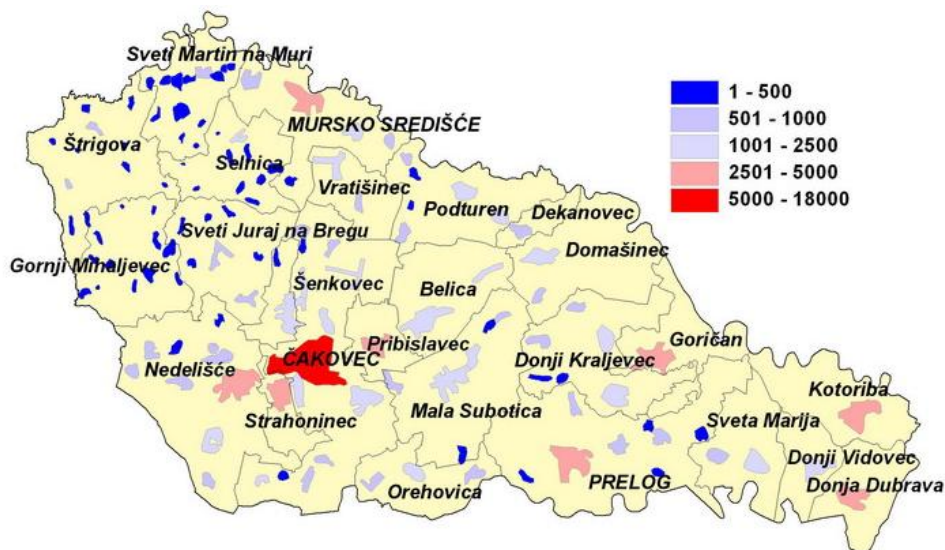 Sveti Martin na Muri
1 - 500
501 - 1000
MURSKO SREDIŠĆE
1001 - 2500
Štrigova
Selnica
2501 - 5000
Vratišinec
5000 - 18000
Podturen
Dekanovec
Sveti Juraj na Bregu
Domašinec
Gornji Mihaljevec
Šenkovec
Belica
Pribislavec
Goričan
ČAKOVEC
Donji Kraljevec
Nedelišće
Kotoriba
Strahoninec
Mala Subotica
Sveta Marija
Donji Vidovec
PRELOG
Donja Dubrava
Orehovica